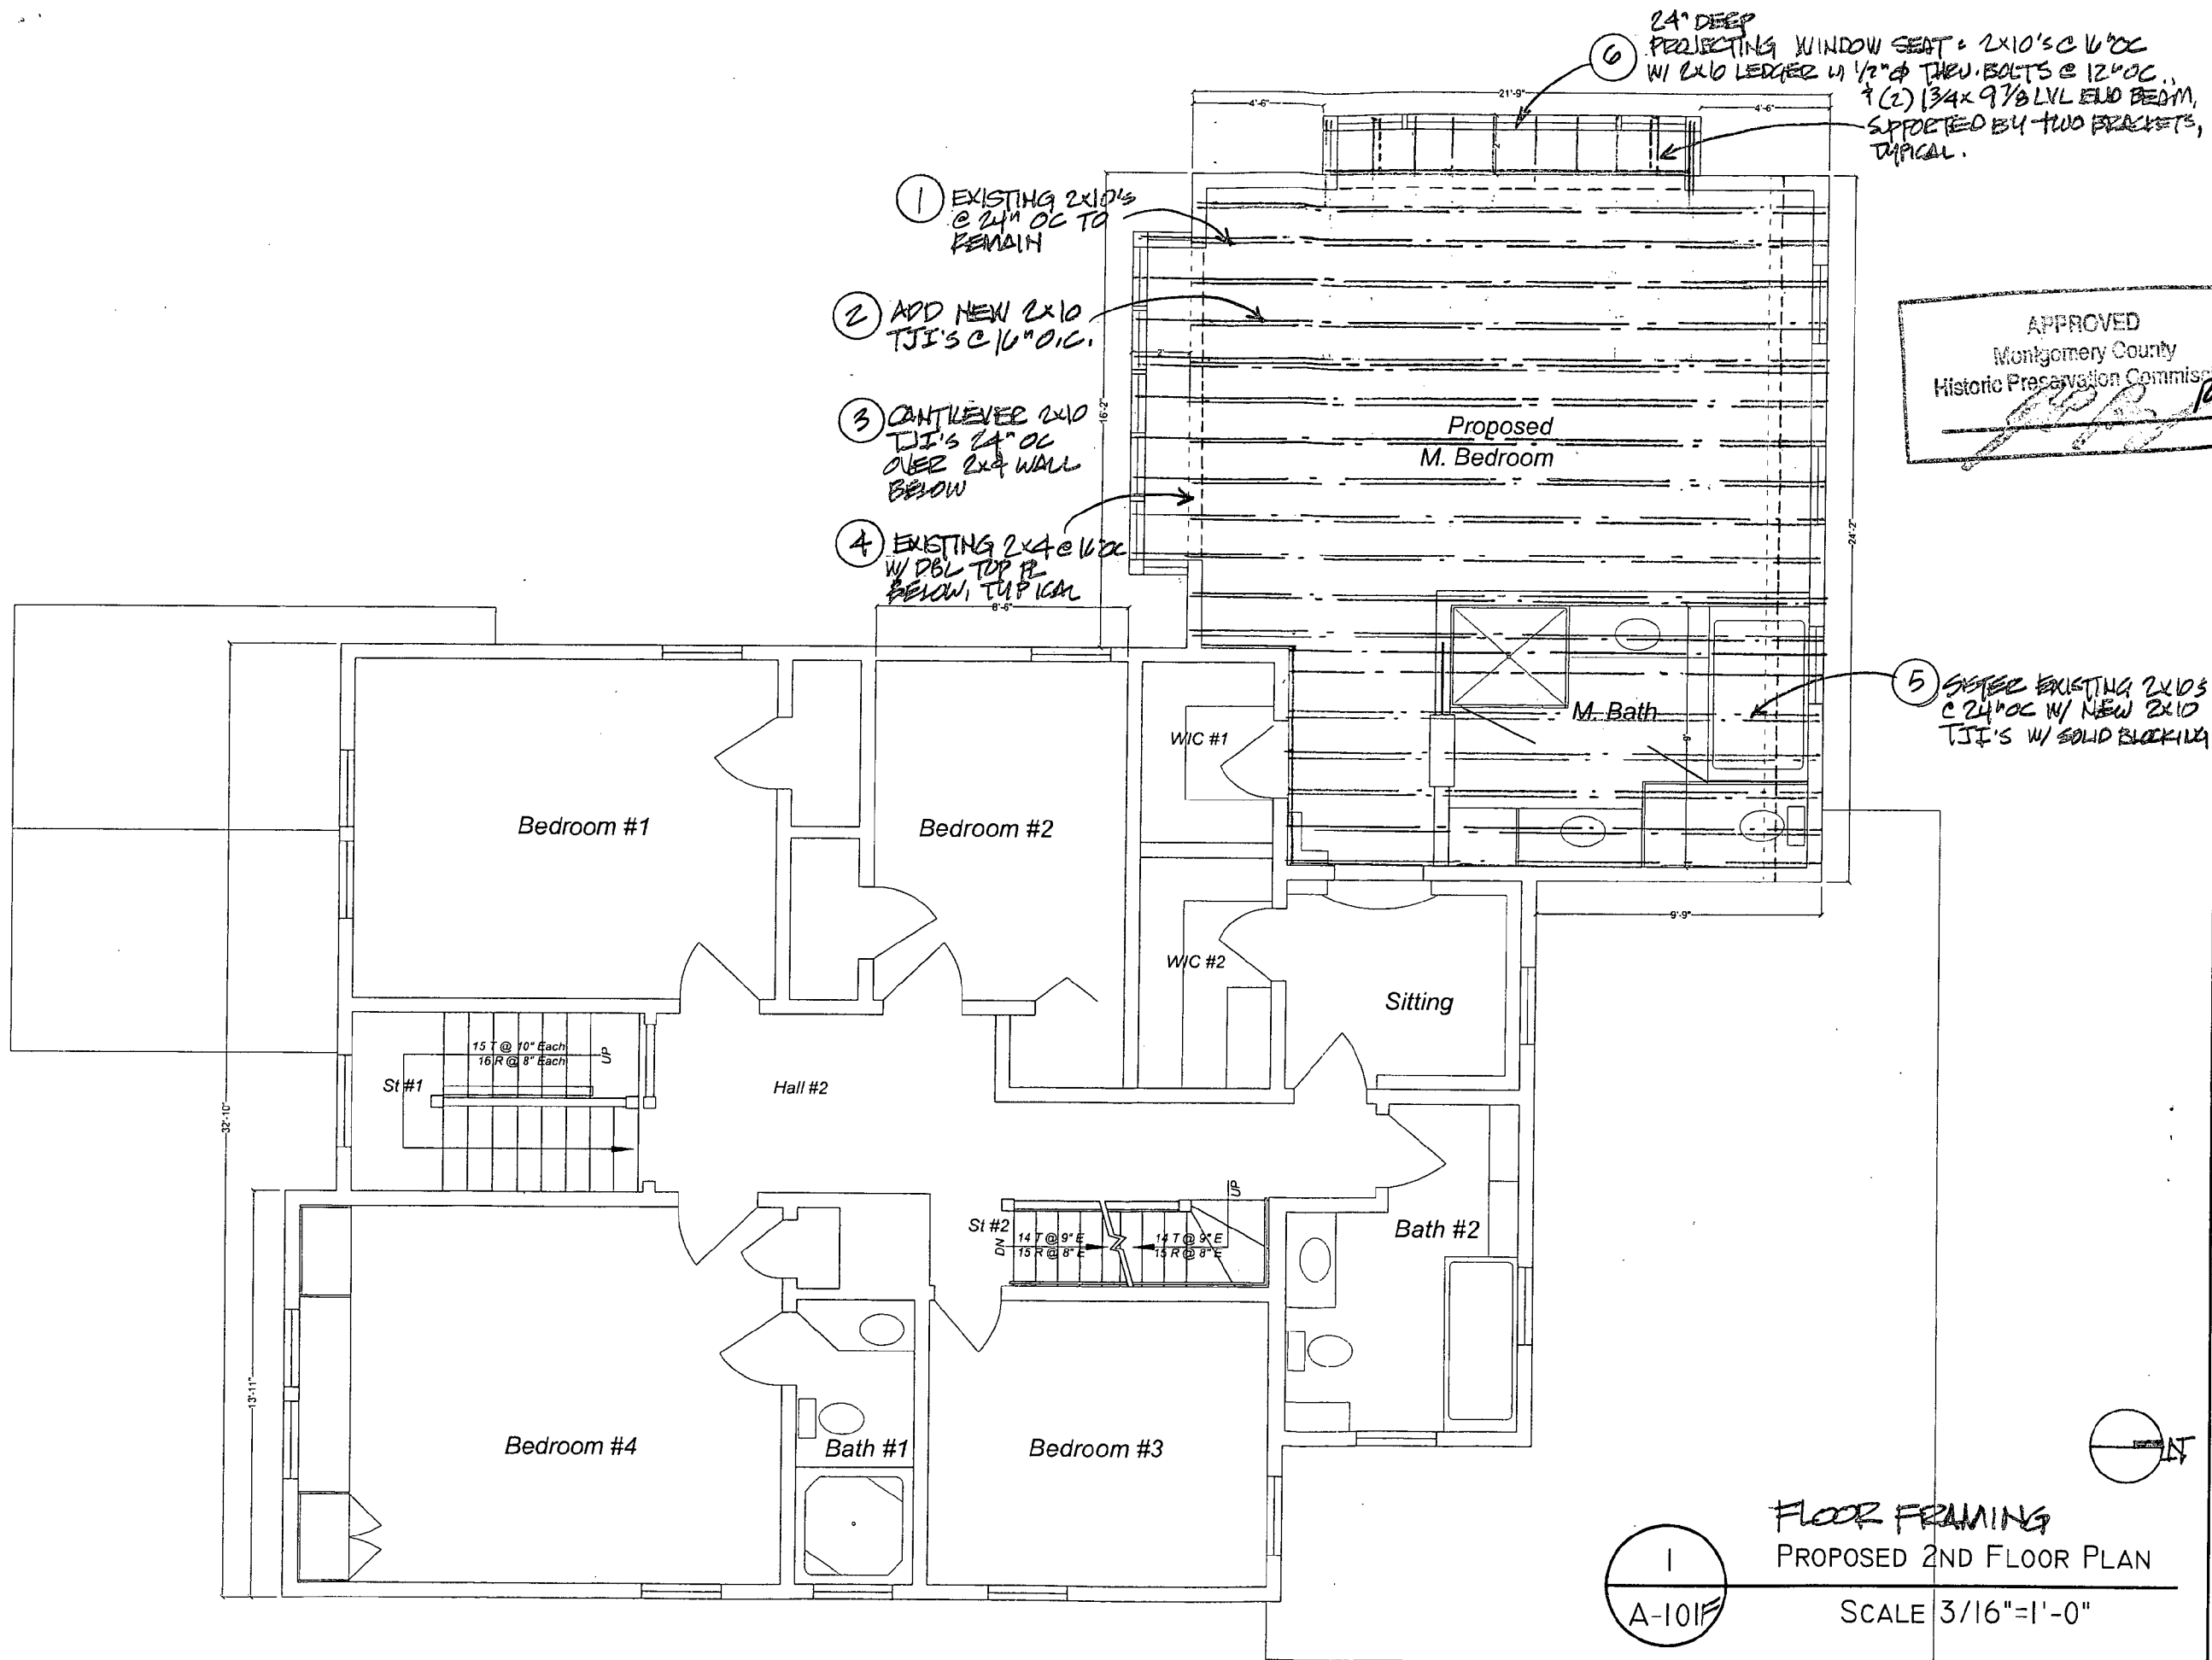 24" DEEP
6 PROJECTING WINDOW SEAT: 2X10'S @ 16"OC
W/ 2X10 LEDGER W/ 1/2"Φ THRU-BOLTS @ 12"OC.
& (2) 1 3/4 x 9 7/8 LVL END BEAM,
SUPPORTED BY TWO BRACKETS,
TYPICAL.
21'-9"
4'-6"
4'-6"
2'
1 EXISTING 2X10'S
@ 24" OC TO
REMAIN
2 ADD NEW 2X10
TJI'S @ 16" O.C.
2'
3 CANTILEVER 2X10
TJI'S 24" OC
OVER 2X4 WALL
BELOW
16'-2"
4 EXISTING 2X4 @ 16"OC
W/ DBL TOP PL
BELOW, TYPICAL
APPROVED
Montgomery County
Historic Preservation
Proposed
M. Bedroom
24'-2"
8'-6"
5 SISTER EXISTING 2X10S
@ 24"OC W/ NEW 2X10
TJI'S W/ SOLID BLOCKING
M. Bath
9'
WIC #1
Bedroom #1
Bedroom #2
9'-9"
WIC #2
Sitting
15 T @ 10" Each
16 R @ 8" Each
UP
St #1
Hall #2
32'-10"
UP
St #2
DN
14 T @ 9" E
15 R @ 8" E
14 T @ 9" E
15 R @ 8" E
Bath #2
13'-11"
Bedroom #4
Bath #1
Bedroom #3
N
FLOOR FRAMING
1
PROPOSED 2ND FLOOR PLAN
A-101F
SCALE 3/16"=1'-0"